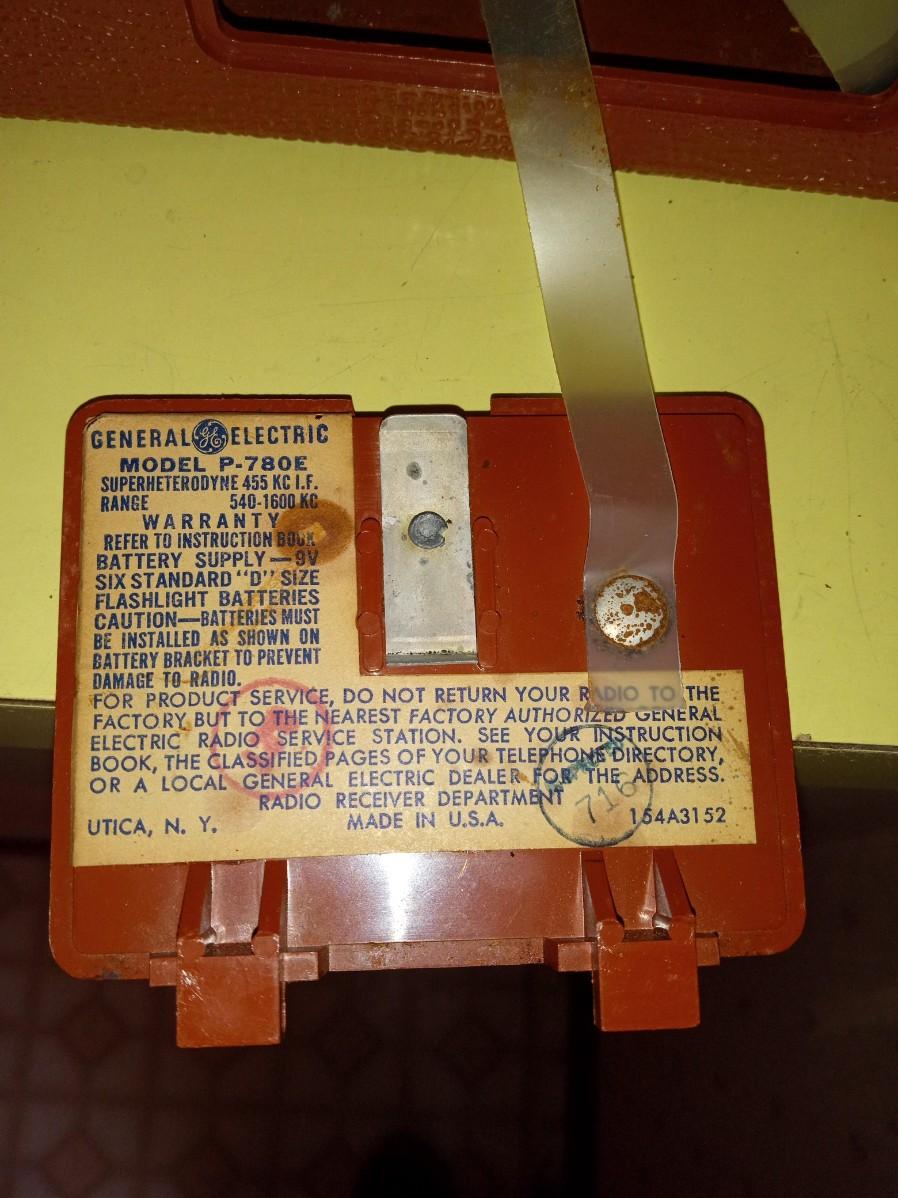 GENERAL GE ELECTRIC
MODEL P-780E
SUPERHETERODYNE 455 KC I.F.
RANGE 540-1600 KC
WARRANTY
REFER TO INSTRUCTION BOOK
BATTERY SUPPLY—9V
SIX STANDARD "D" SIZE
FLASHLIGHT BATTERIES
CAUTION—BATTERIES MUST
BE INSTALLED AS SHOWN ON
BATTERY BRACKET TO PREVENT
DAMAGE TO RADIO.
FOR PRODUCT SERVICE, DO NOT RETURN YOUR RADIO TO THE
FACTORY, BUT TO THE NEAREST FACTORY AUTHORIZED GENERAL
ELECTRIC RADIO SERVICE STATION. SEE YOUR INSTRUCTION
BOOK, THE CLASSIFIED PAGES OF YOUR TELEPHONE DIRECTORY,
OR A LOCAL GENERAL ELECTRIC DEALER FOR THE ADDRESS.
RADIO RECEIVER DEPARTMENT
716
UTICA, N. Y. MADE IN U.S.A. 154A3152